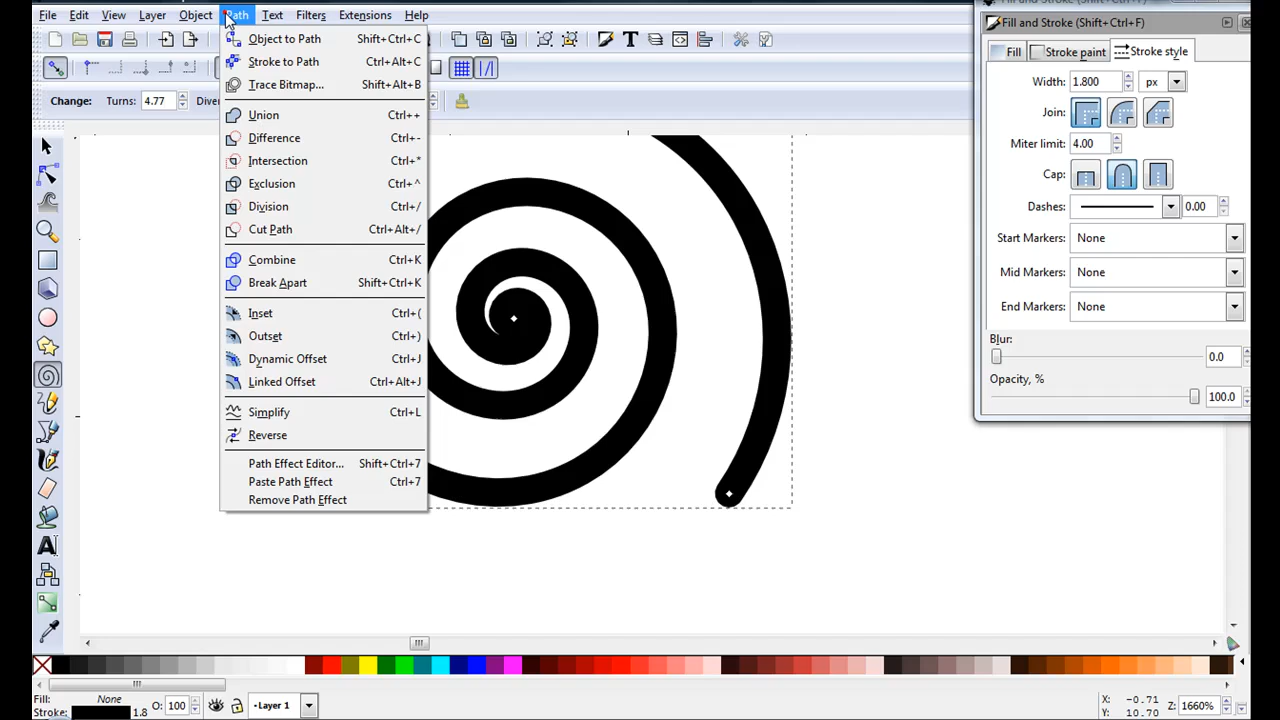 Fill and Stroke (Shift+Ctrl+F)
File Edit View Layer Object Path Text Filters Extensions Help
Fill and Stroke (Shift+Ctrl+F)
Object to Path Shift+Ctrl+C
Stroke to Path Ctrl+Alt+C
Trace Bitmap... Shift+Alt+B
Union Ctrl++
Difference Ctrl+-
Intersection Ctrl+*
Exclusion Ctrl+^
Division Ctrl+/
Cut Path Ctrl+Alt+/
Combine Ctrl+K
Break Apart Shift+Ctrl+K
Inset Ctrl+(
Outset Ctrl+)
Dynamic Offset Ctrl+J
Linked Offset Ctrl+Alt+J
Simplify Ctrl+L
Reverse
Path Effect Editor... Shift+Ctrl+7
Paste Path Effect Ctrl+7
Remove Path Effect
Change: Turns: 4.77
Fill Stroke paint Stroke style
Width: 1.800 px
Join:
Miter limit: 4.00
Cap:
Dashes: 0.00
Start Markers: None
Mid Markers: None
End Markers: None
Blur:
0.0
Opacity, %
100.0
Fill: None
Stroke: 1.8
O: 100
Layer 1
X: -0.71
Y: 10.70
Z: 1660%